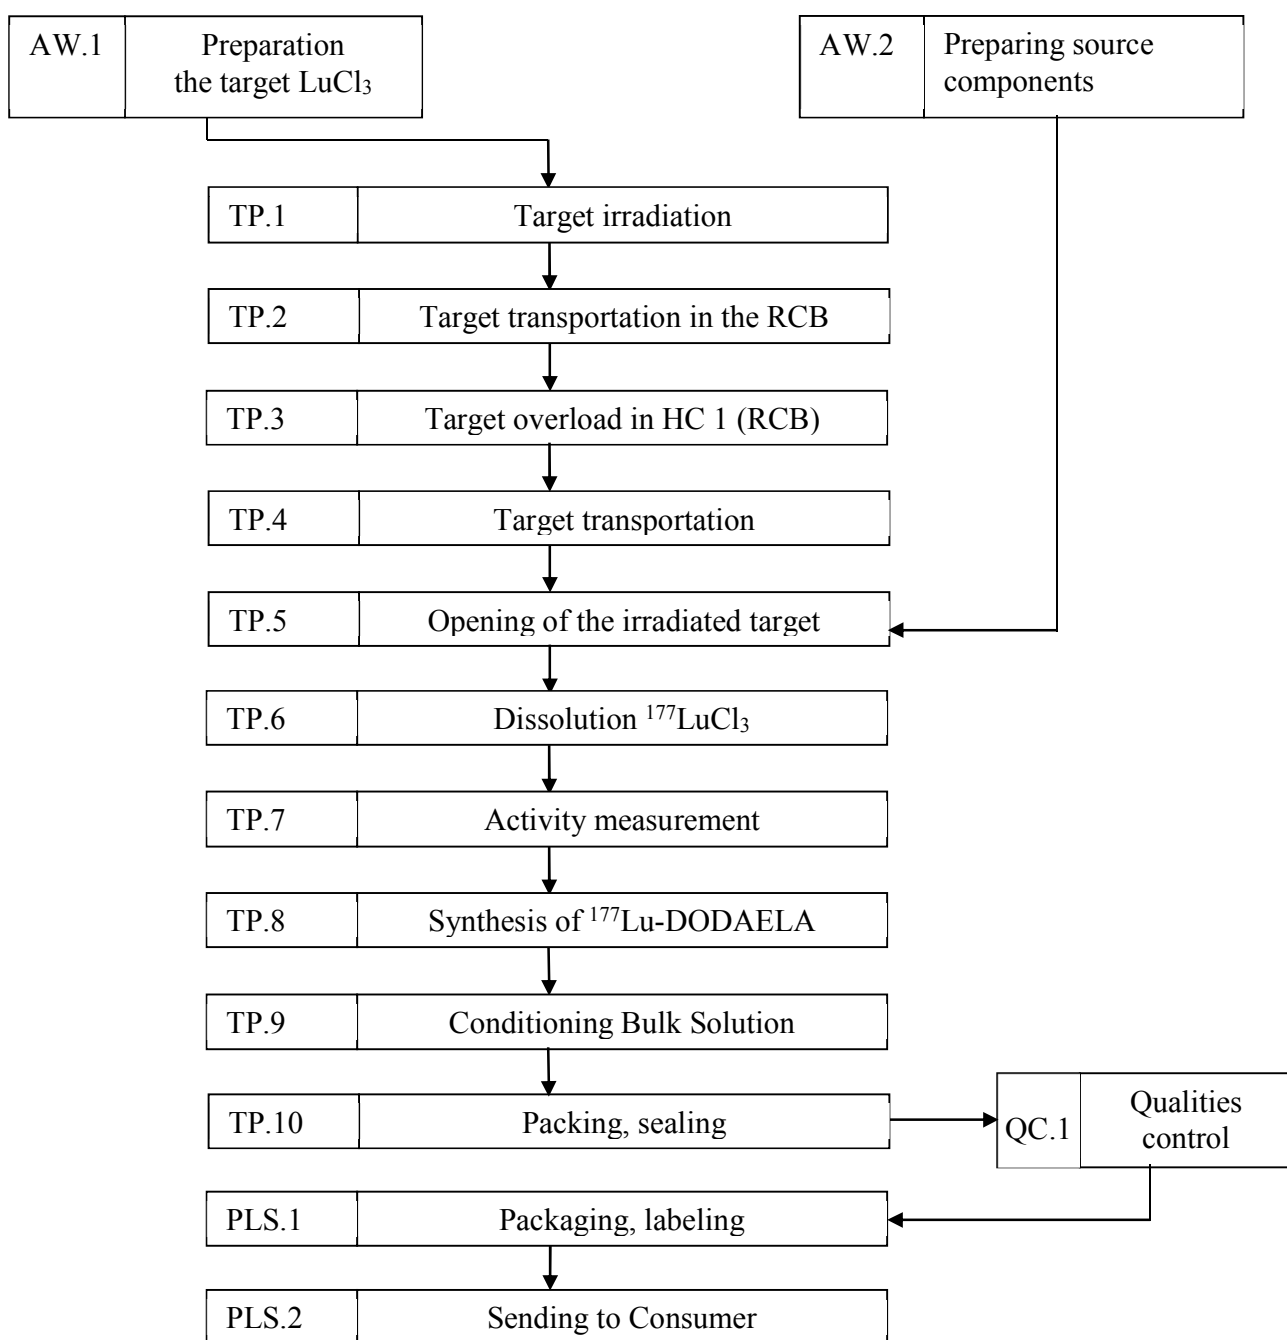 AW.1 Preparation
the target LuCl₃
AW.2 Preparing source
components
TP.1 Target irradiation
TP.2 Target transportation in the RCB
TP.3 Target overload in HC 1 (RCB)
TP.4 Target transportation
TP.5 Opening of the irradiated target
TP.6 Dissolution ¹⁷⁷LuCl₃
TP.7 Activity measurement
TP.8 Synthesis of ¹⁷⁷Lu-DODAELA
TP.9 Conditioning Bulk Solution
TP.10 Packing, sealing
QC.1 Qualities
control
PLS.1 Packaging, labeling
PLS.2 Sending to Consumer